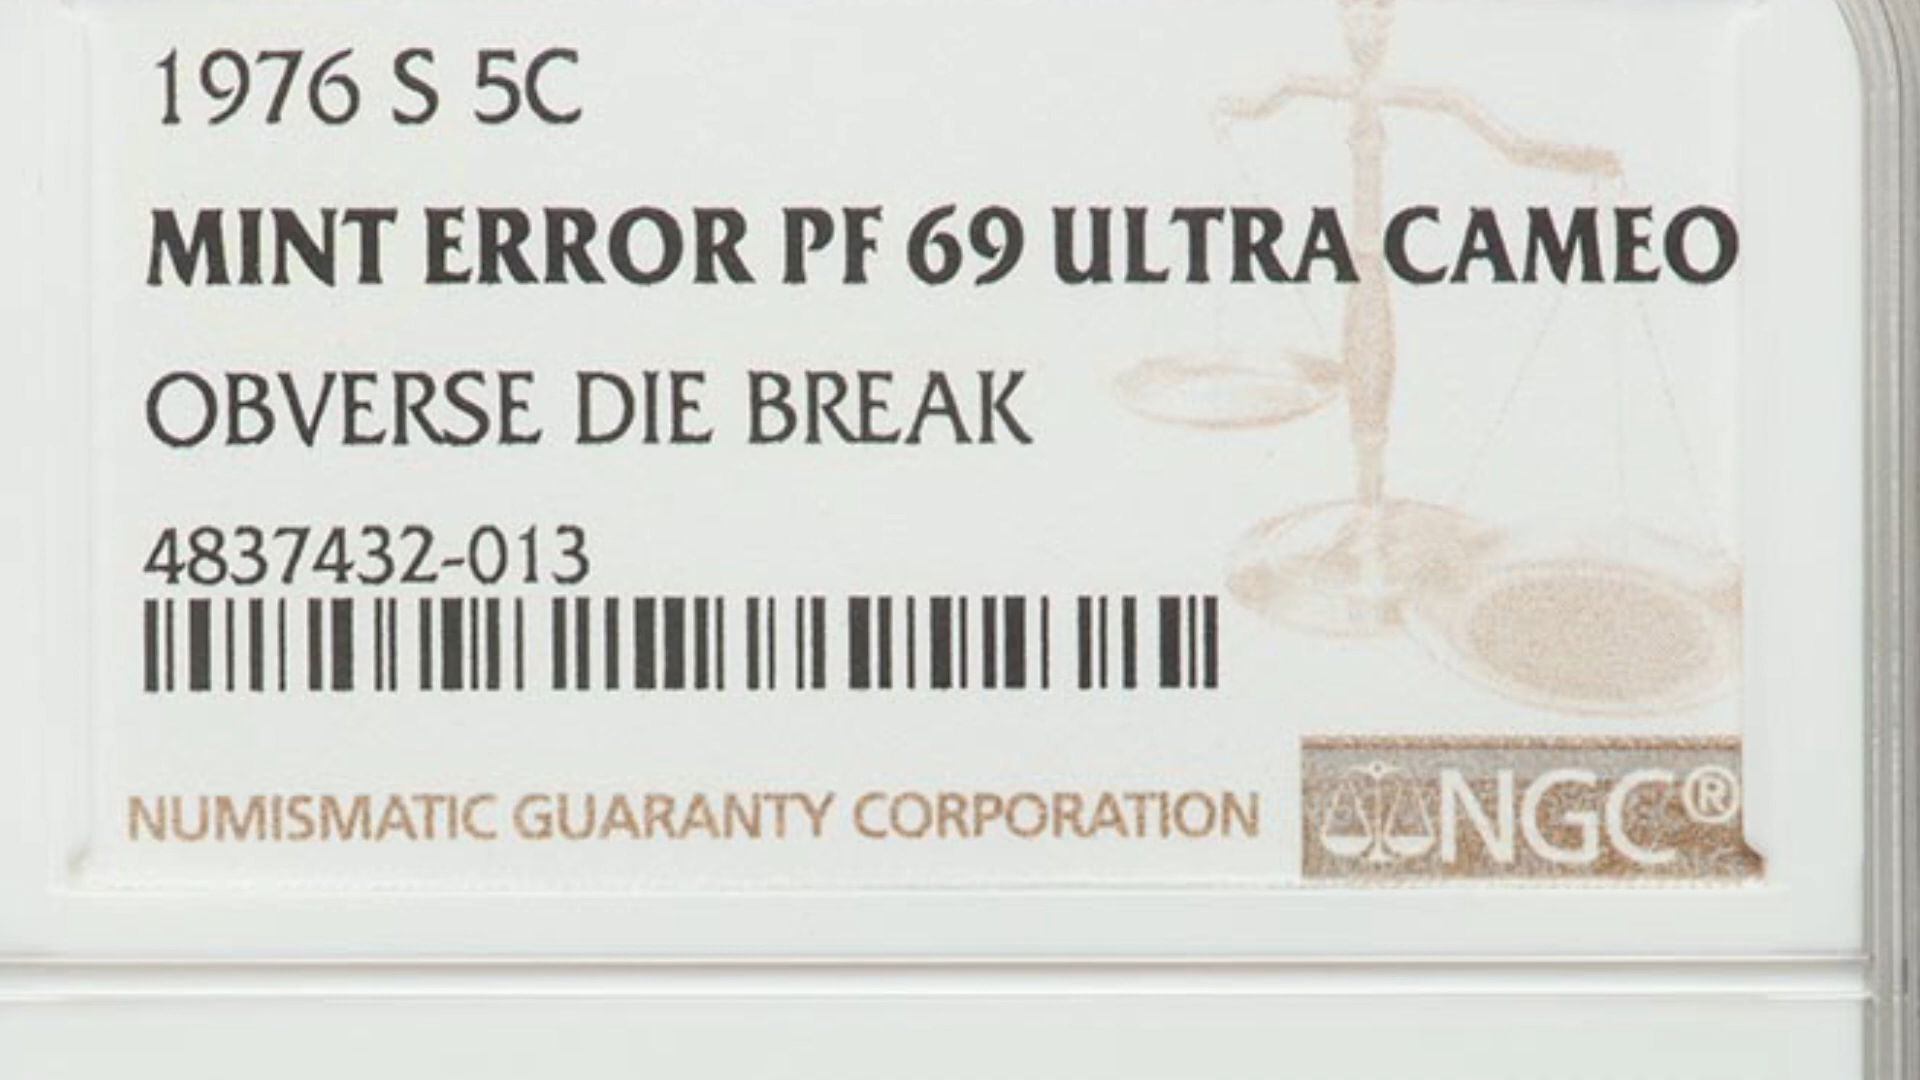 1976 S 5C
MINT ERROR PF 69 ULTRA CAMEO
OBVERSE DIE BREAK
4837432-013
NUMISMATIC GUARANTY CORPORATION
NGC®